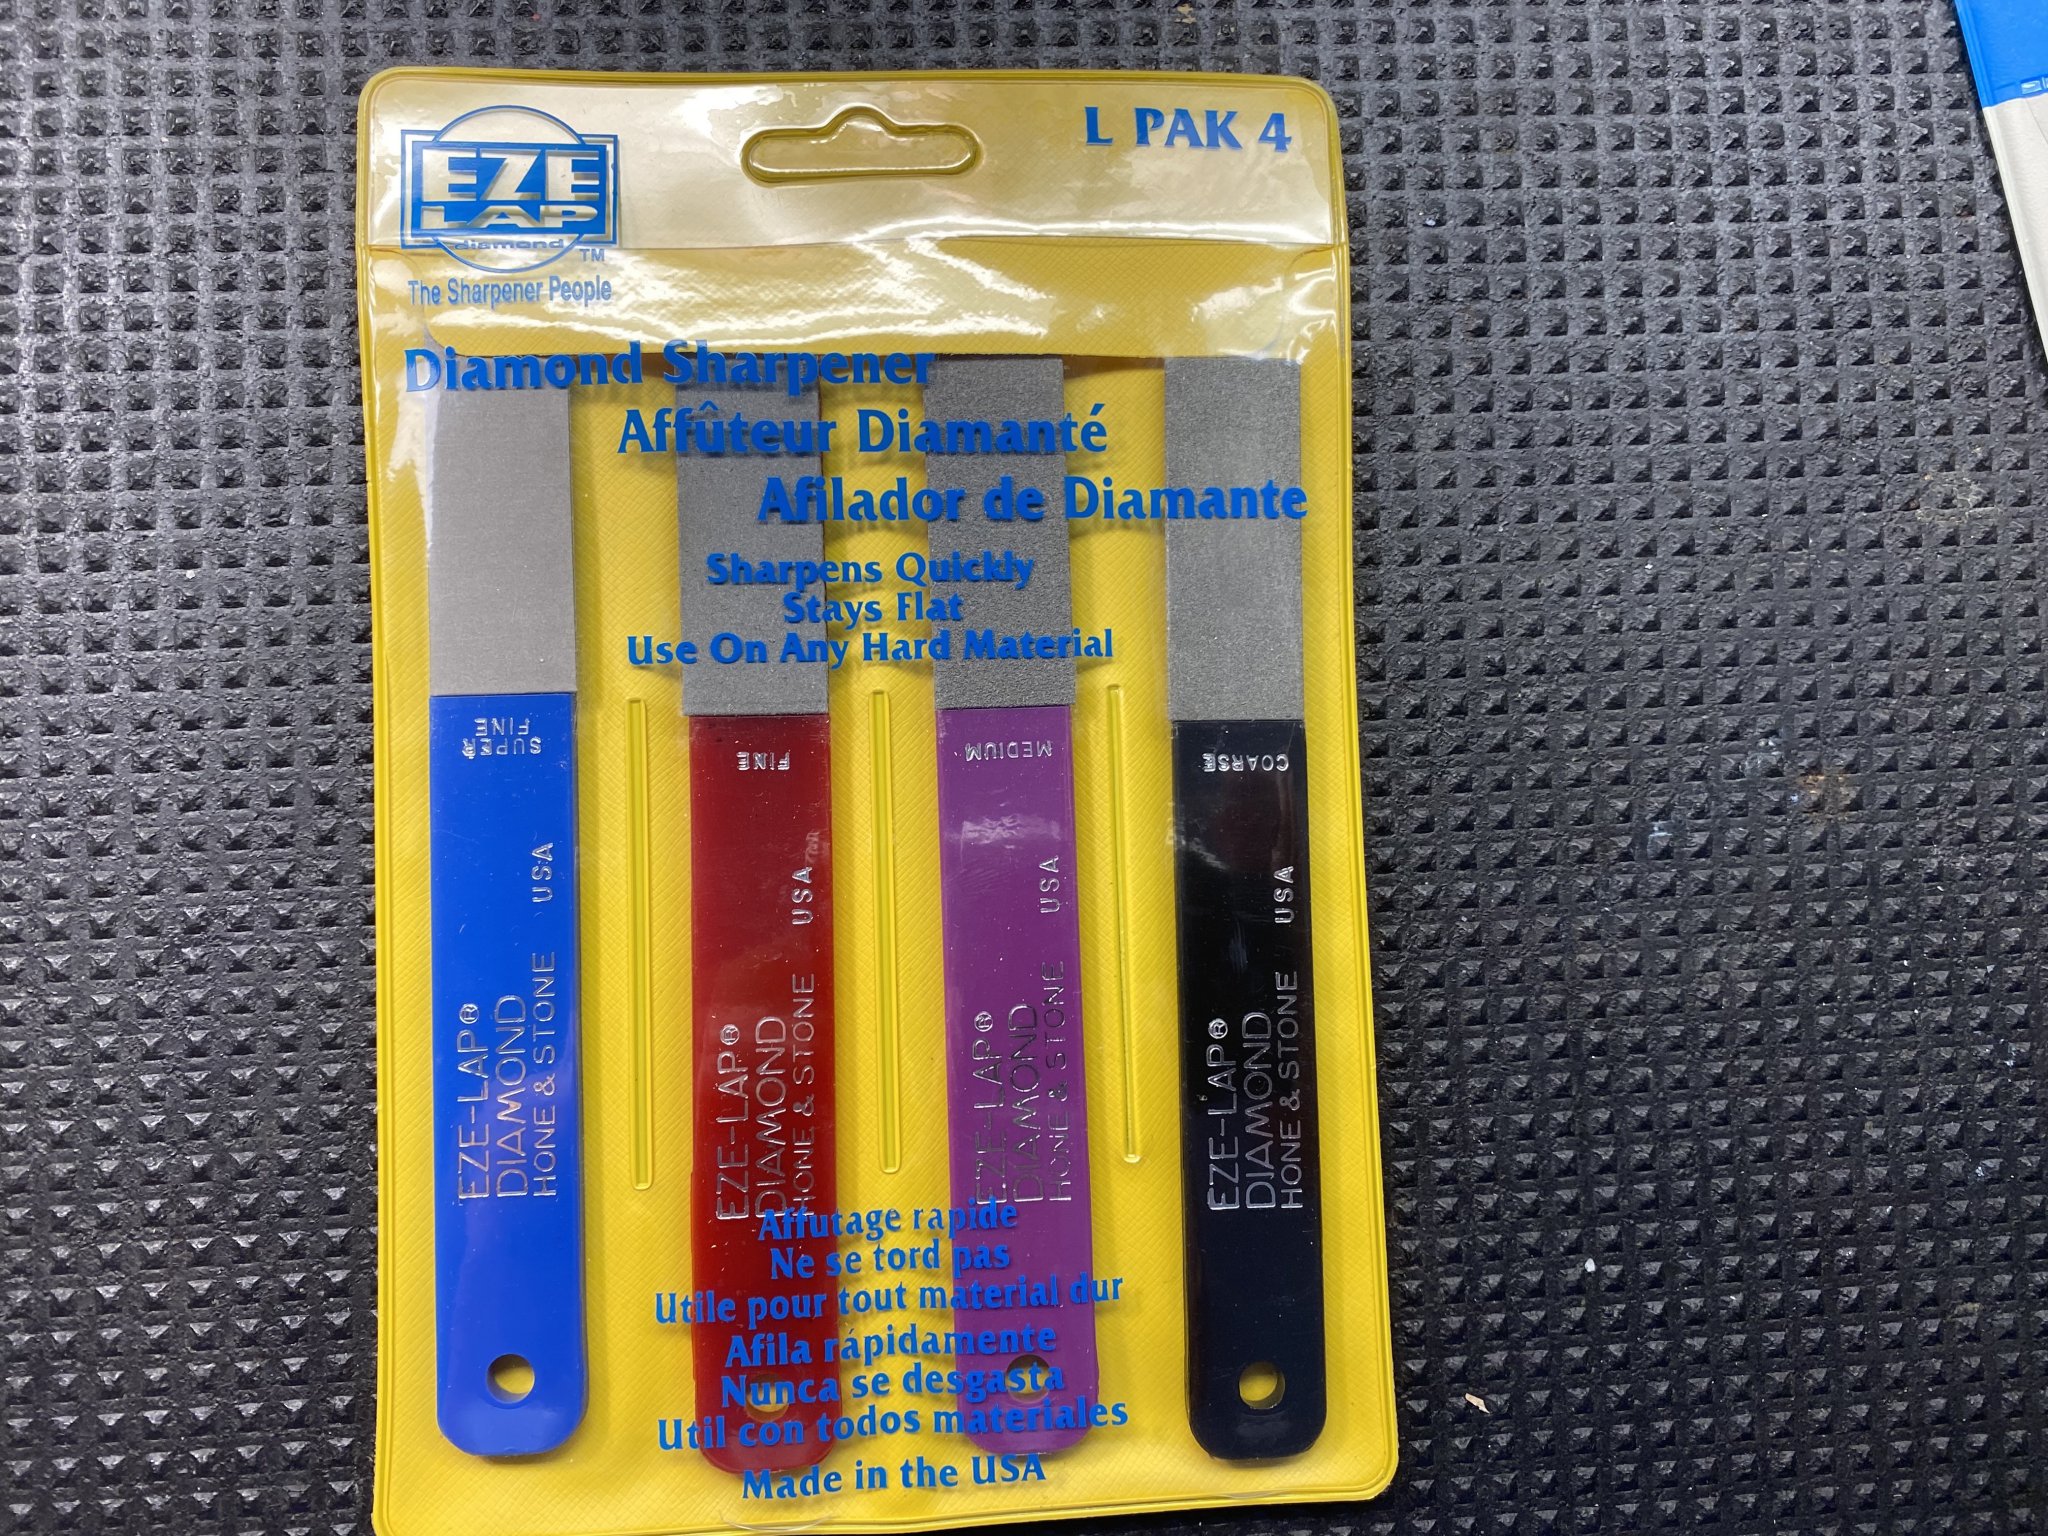 EZE
LAP
diamond
TM
The Sharpener People
L PAK 4
Diamond Sharpener
Affûteur Diamanté
Afilador de Diamante
Sharpens Quickly
Stays Flat
Use On Any Hard Material
SUPER
FINE
USA
EZE-LAP®
DIAMOND
HONE & STONE
FINE
USA
EZE-LAP®
DIAMOND
HONE & STONE
MEDIUM
USA
EZE-LAP®
DIAMOND
HONE & STONE
COARSE
USA
EZE-LAP®
DIAMOND
HONE & STONE
Affutage rapide
Ne se tord pas
Utile pour tout material dur
Afila rápidamente
Nunca se desgasta
Util con todos materiales
Made in the USA